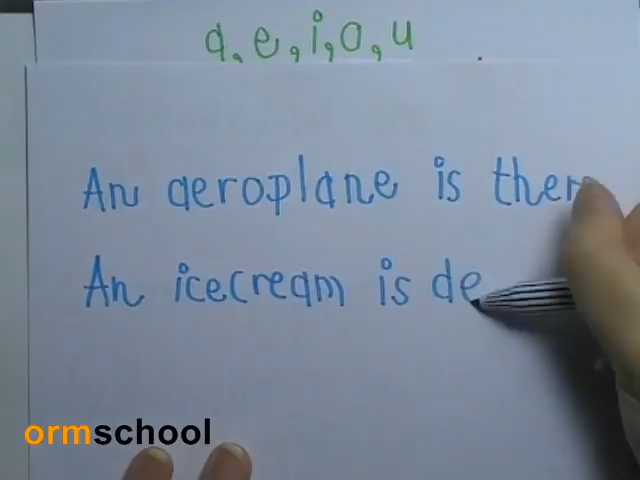 a, e, i, o, u
An aeroplane is ther
An icecream is de
ormschool